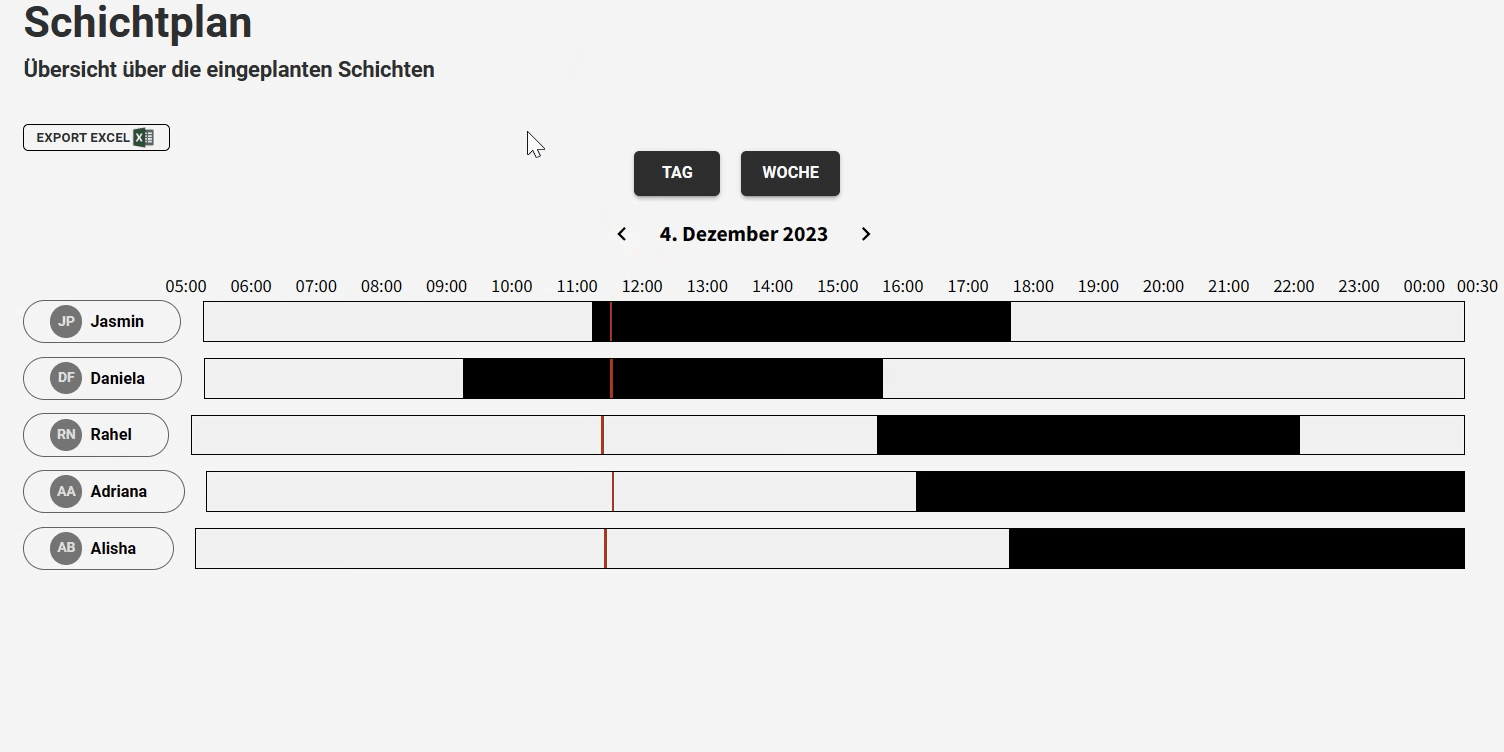 Schichtplan
Übersicht über die eingeplanten Schichten
EXPORT EXCEL
TAG WOCHE
4. Dezember 2023
05:00 06:00 07:00 08:00 09:00 10:00 11:00 12:00 13:00 14:00 15:00 16:00 17:00 18:00 19:00 20:00 21:00 22:00 23:00 00:00 00:30
JP Jasmin
DF Daniela
RN Rahel
AA Adriana
AB Alisha